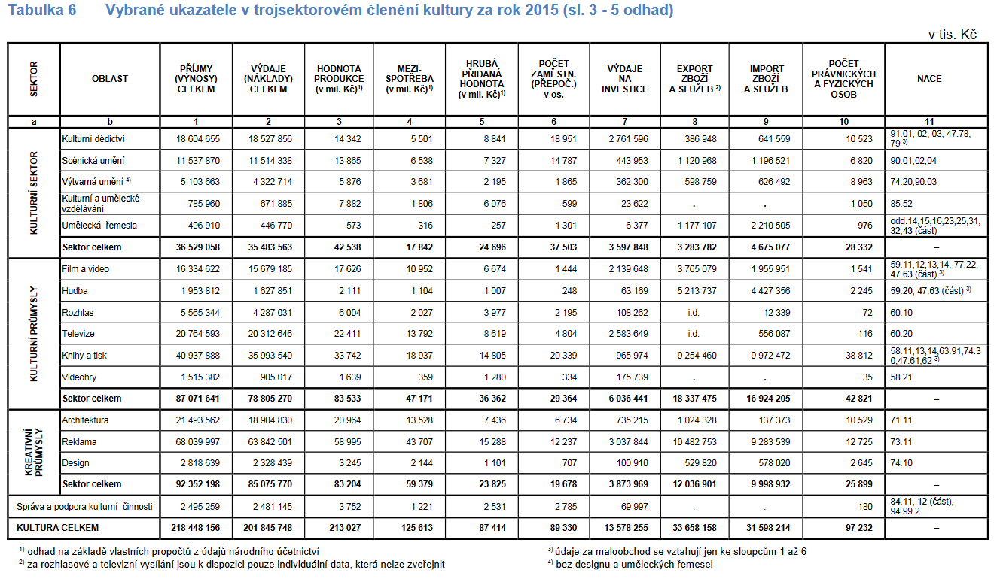 Tabulka 6 Vybrané ukazatele v trojsektorovém členění kultury za rok 2015 (sl. 3 - 5 odhad)
v tis. Kč
SEKTOR OBLAST PŘÍJMY (VÝNOSY) CELKEM VÝDAJE (NÁKLADY) CELKEM HODNOTA PRODUKCE (v mil. Kč)1) MEZI-SPOTŘEBA (v mil. Kč)1) HRUBÁ PŘIDANÁ HODNOTA (v mil. Kč)1) POČET ZAMĚSTN. (PŘEPOČ.) v os. VÝDAJE NA INVESTICE EXPORT ZBOŽÍ A SLUŽEB 2) IMPORT ZBOŽÍ A SLUŽEB POČET PRÁVNICKÝCH A FYZICKÝCH OSOB NACE
a b 1 2 3 4 5 6 7 8 9 10 11
KULTURNÍ SEKTOR
Kulturní dědictví 18 604 655 18 527 856 14 342 5 501 8 841 18 951 2 761 596 386 948 641 559 10 523 91.01, 02, 03, 47.78, 79 3)
Scénická umění 11 537 870 11 514 338 13 865 6 538 7 327 14 787 443 953 1 120 968 1 196 521 6 820 90.01,02,04
Výtvarná umění 4) 5 103 663 4 322 714 5 876 3 681 2 195 1 865 362 300 598 759 626 492 8 963 74.20,90.03
Kulturní a umělecké vzdělávání 785 960 671 885 7 882 1 806 6 076 599 23 622 . . 1 050 85.52
Umělecká řemesla 496 910 446 770 573 316 257 1 301 6 377 1 177 107 2 210 505 976 odd.14,15,16,23,25,31, 32,43 (část)
Sektor celkem 36 529 058 35 483 563 42 538 17 842 24 696 37 503 3 597 848 3 283 782 4 675 077 28 332 –
KULTURNÍ PRŮMYSLY
Film a video 16 334 622 15 679 185 17 626 10 952 6 674 1 444 2 139 648 3 765 079 1 955 951 1 541 59.11,12,13,14, 77.22, 47.63 (část) 3)
Hudba 1 953 812 1 627 851 2 111 1 104 1 007 248 63 169 5 213 737 4 427 356 2 245 59.20, 47.63 (část) 3)
Rozhlas 5 565 344 4 287 031 6 004 2 027 3 977 2 195 108 262 i.d. 12 339 72 60.10
Televize 20 764 593 20 312 646 22 411 13 792 8 619 4 804 2 583 649 i.d. 556 087 116 60.20
Knihy a tisk 40 937 888 35 993 540 33 742 18 937 14 805 20 339 965 974 9 254 460 9 972 472 38 812 58.11,13,14,63.91,74.3 0,47.61,62 3)
Videohry 1 515 382 905 017 1 639 359 1 280 334 175 739 . . 35 58.21
Sektor celkem 87 071 641 78 805 270 83 533 47 171 36 362 29 364 6 036 441 18 337 475 16 924 205 42 821 –
KREATIVNÍ PRŮMYSLY
Architektura 21 493 562 18 904 830 20 964 13 528 7 436 6 734 735 215 1 024 328 137 373 10 529 71.11
Reklama 68 039 997 63 842 501 58 995 43 707 15 288 12 237 3 037 844 10 482 753 9 283 539 12 725 73.11
Design 2 818 639 2 328 439 3 245 2 144 1 101 707 100 910 529 820 578 020 2 645 74.10
Sektor celkem 92 352 198 85 075 770 83 204 59 379 23 825 19 678 3 873 969 12 036 901 9 998 932 25 899 –
Správa a podpora kulturní činnosti 2 495 259 2 481 145 3 752 1 221 2 531 2 785 69 997 . . 180 84.11, 12 (část), 94.99.2
KULTURA CELKEM 218 448 156 201 845 748 213 027 125 613 87 414 89 330 13 578 255 33 658 158 31 598 214 97 232 –
1) odhad na základě vlastních propočtů z údajů národního účetnictví 3) údaje za maloobchod se vztahují jen ke sloupcům 1 až 6
2) za rozhlasové a televizní vysílání jsou k dispozici pouze individuální data, která nelze zveřejnit 4) bez designu a uměleckých řemesel